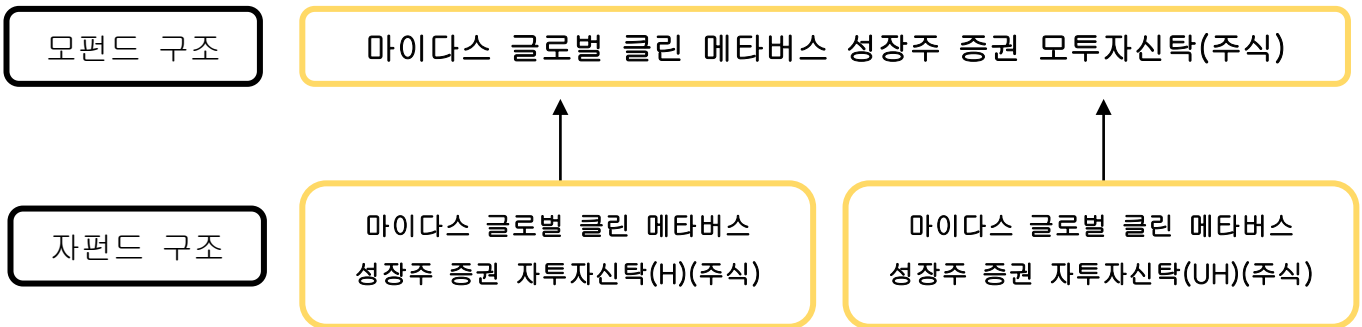 모펀드 구조
마이다스 글로벌 클린 메타버스 성장주 증권 모투자신탁(주식)
자펀드 구조
마이다스 글로벌 클린 메타버스
성장주 증권 자투자신탁(H)(주식)
마이다스 글로벌 클린 메타버스
성장주 증권 자투자신탁(UH)(주식)